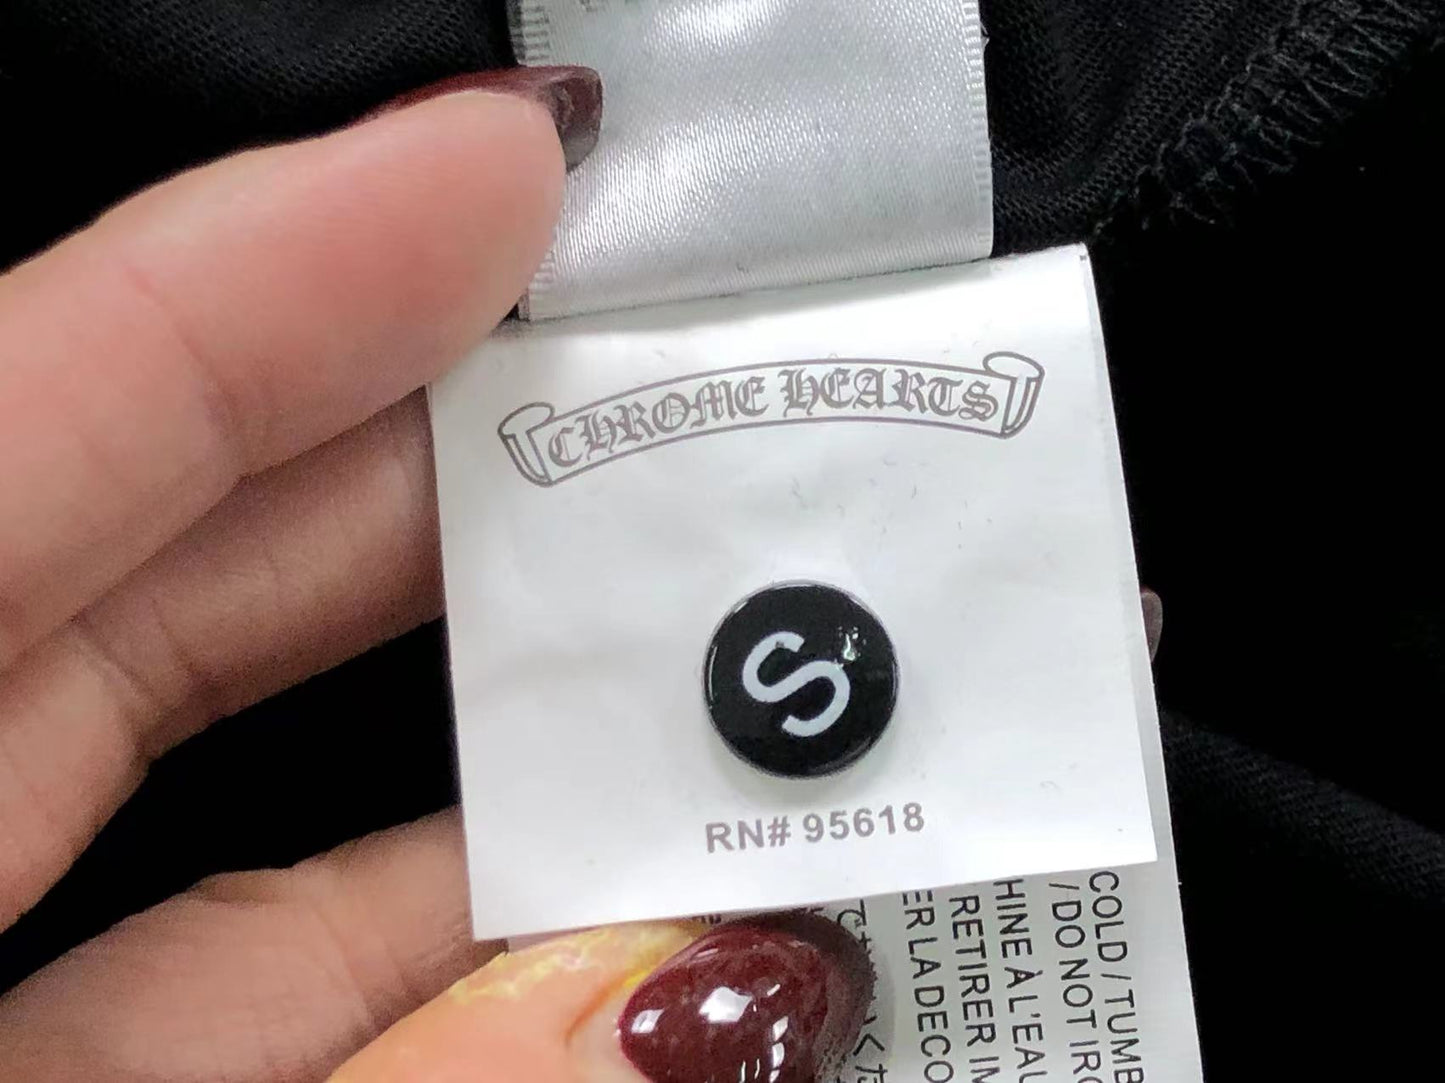 CHROME HEARTS
S
RN# 95618
COLD / TUMB
/ DO NOT IRO
HINE À L'EAU
RETIRER IM
ER LA DECO